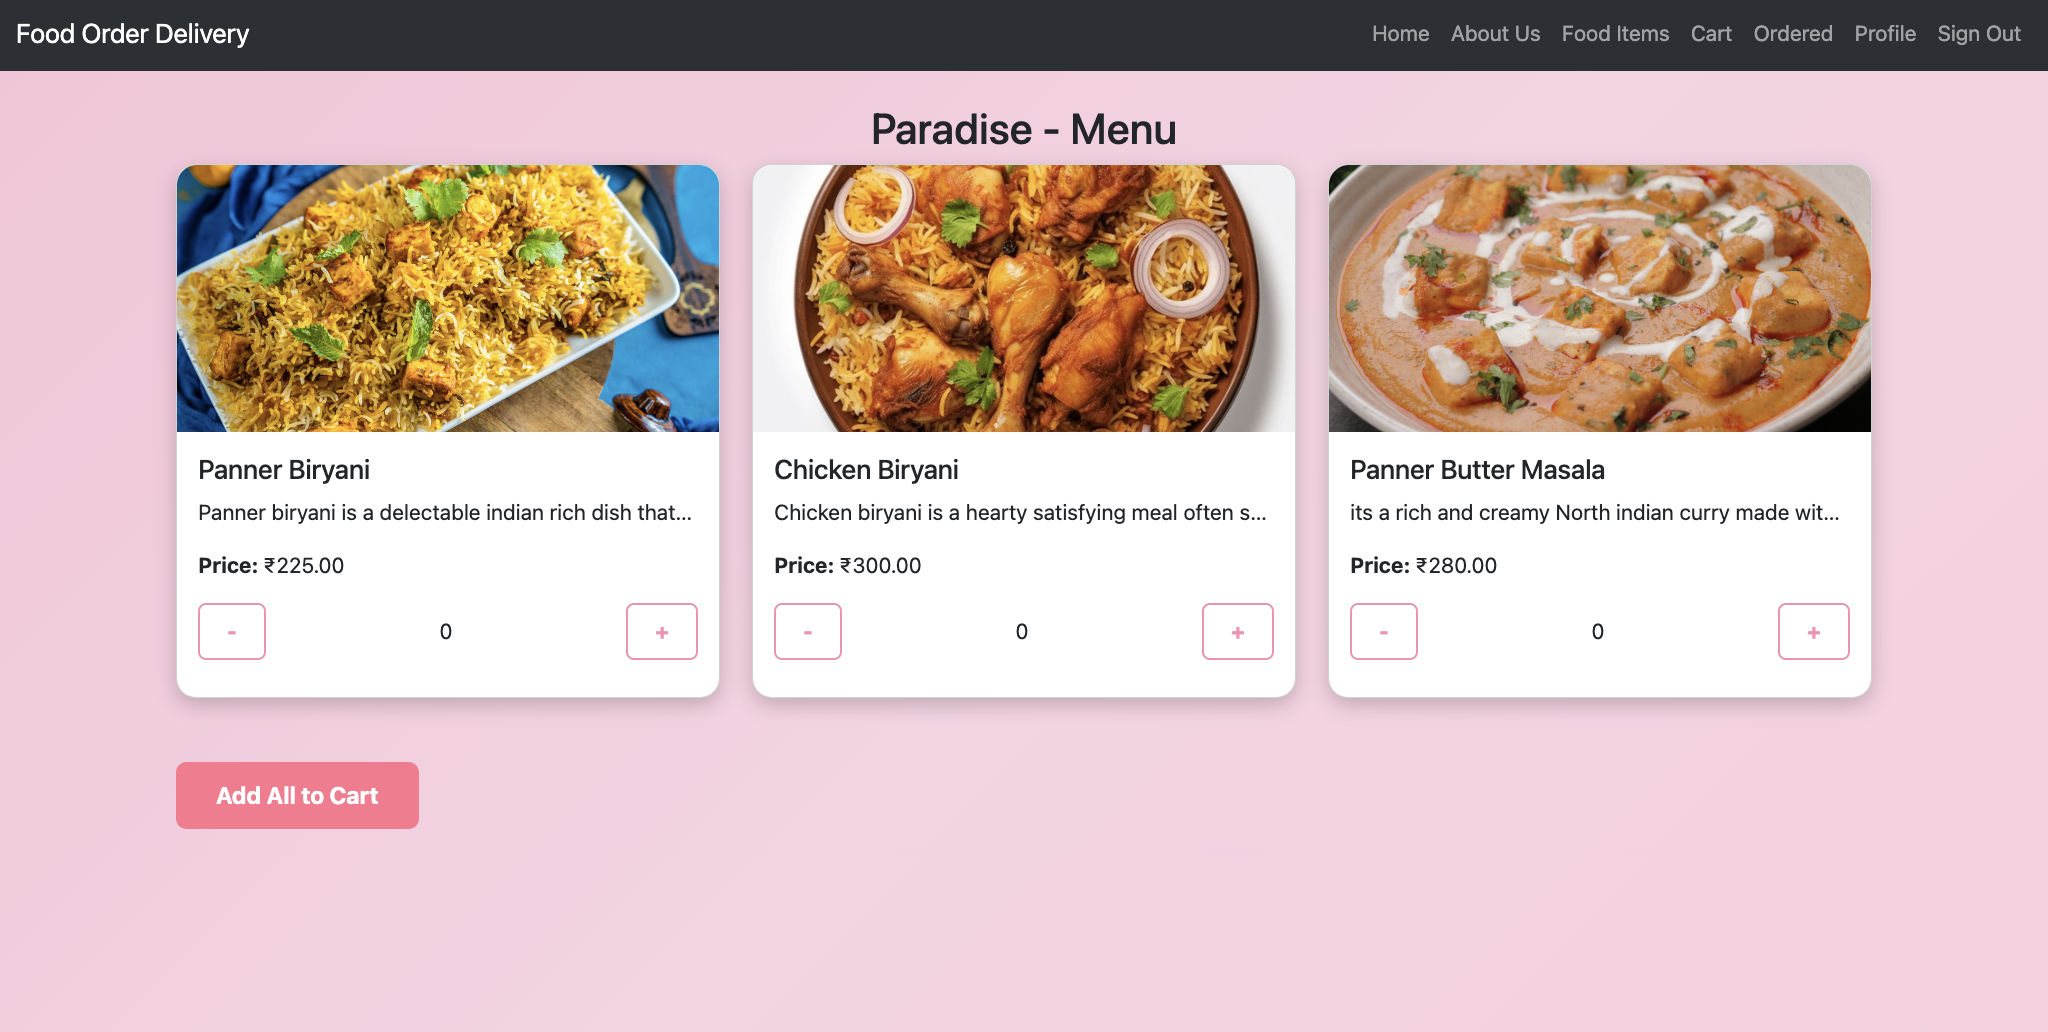 Food Order Delivery
Home About Us Food Items Cart Ordered Profile Sign Out
Paradise - Menu
Panner Biryani
Panner biryani is a delectable indian rich dish that...
Price: ₹225.00
- 0 +
Chicken Biryani
Chicken biryani is a hearty satisfying meal often s...
Price: ₹300.00
- 0 +
Panner Butter Masala
its a rich and creamy North indian curry made wit...
Price: ₹280.00
- 0 +
Add All to Cart